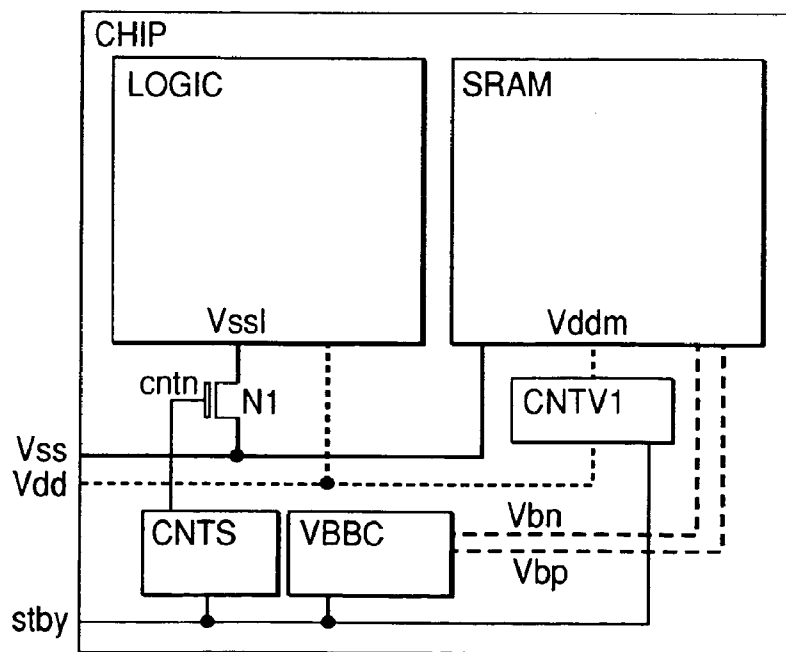 CHIP
LOGIC
SRAM
Vssl
Vddm
cntn
N1
CNTV1
Vss
Vdd
CNTS
VBBC
Vbn
Vbp
stby